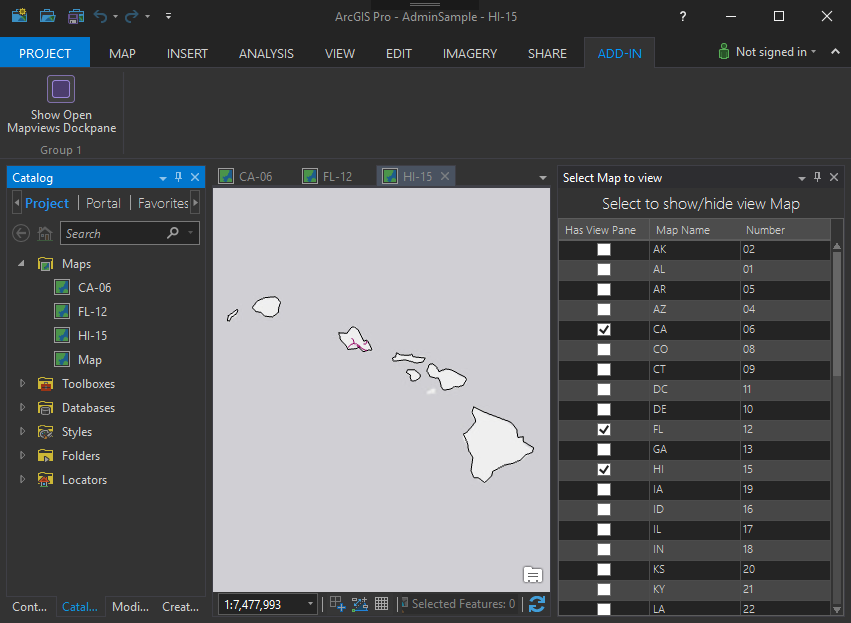 ArcGIS Pro - AdminSample - HI-15
?
PROJECT MAP INSERT ANALYSIS VIEW EDIT IMAGERY SHARE ADD-IN Not signed in
Show Open
Mapviews Dockpane
Group 1
Catalog
Project Portal Favorites
Search
Maps
CA-06
FL-12
HI-15
Map
Toolboxes
Databases
Styles
Folders
Locators
Cont... Catal... Modi... Creat...
CA-06 FL-12 HI-15
1:7,477,993 Selected Features: 0
Select Map to view
Select to show/hide view Map
Has View Pane Map Name Number
AK 02
AL 01
AR 05
AZ 04
CA 06
CO 08
CT 09
DC 11
DE 10
FL 12
GA 13
HI 15
IA 19
ID 16
IL 17
IN 18
KS 20
KY 21
LA 22